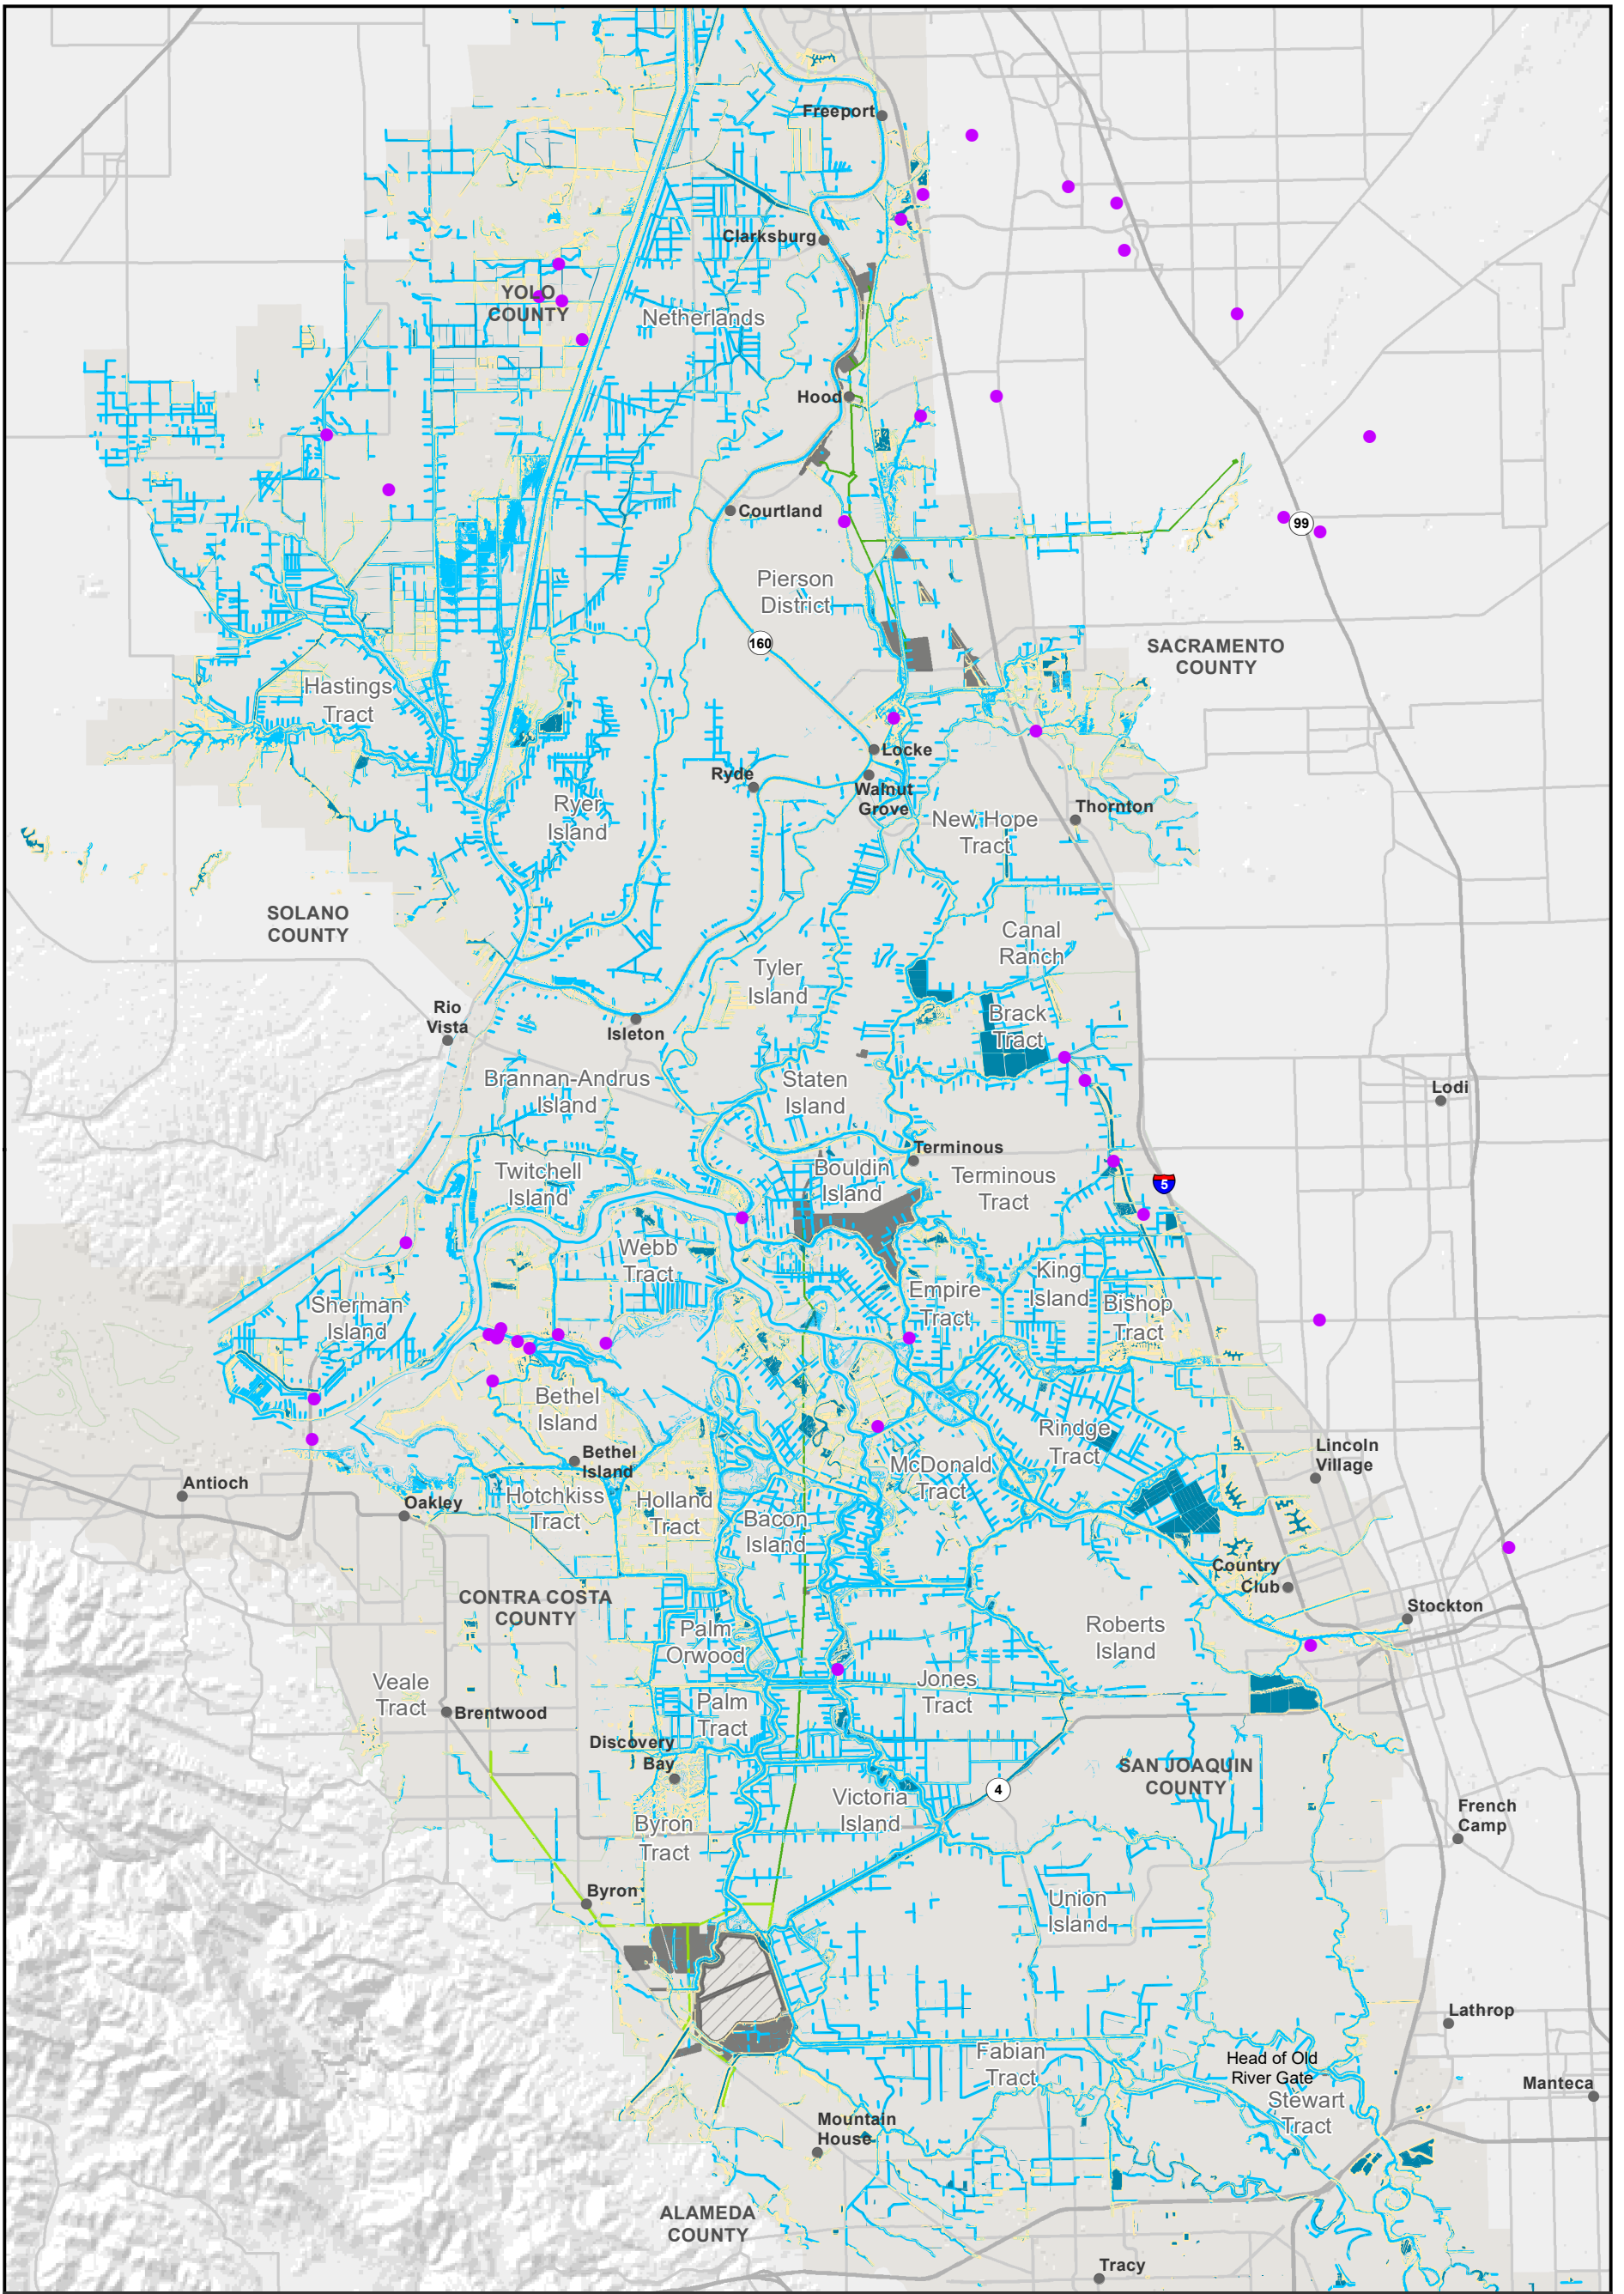 Freeport
Clarksburg
YOLO
COUNTY
Netherlands
Hood
Courtland
99
Pierson
District
160
SACRAMENTO
COUNTY
Hastings
Tract
Locke
Ryde
Walnut
Grove
Ryer
Island
Thornton
New Hope
Tract
SOLANO
COUNTY
Canal
Ranch
Tyler
Island
Rio
Vista
Isleton
Brack
Tract
Brannan-Andrus
Island
Staten
Island
Lodi
Terminous
Twitchell
Island
Bouldin
Island
Terminous
Tract
5
Webb
Tract
Empire
Tract
King
Island
Bishop
Tract
Sherman
Island
Bethel
Island
Rindge
Tract
Lincoln
Village
Bethel
Island
McDonald
Tract
Antioch
Oakley
Hotchkiss
Tract
Holland
Tract
Bacon
Island
Country
Club
CONTRA COSTA
COUNTY
Stockton
Palm
Orwood
Roberts
Island
Veale
Tract
Jones
Tract
Brentwood
Palm
Tract
Discovery
Bay
SAN JOAQUIN
COUNTY
4
Victoria
Island
French
Camp
Byron
Tract
Byron
Union
Island
Lathrop
Fabian
Tract
Head of Old
River Gate
Stewart
Tract
Manteca
Mountain
House
ALAMEDA
COUNTY
Tracy